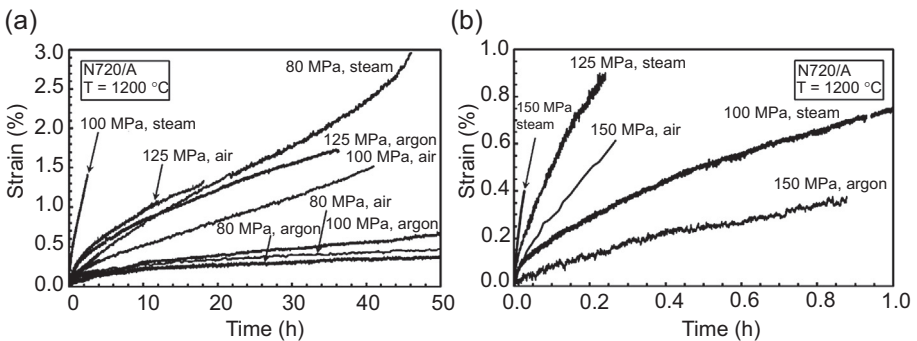 (a)
3.0
2.5
2.0
1.5
1.0
0.5
0.0
Strain (%)
N720/A
T = 1200 °C
80 MPa, steam
100 MPa, steam
125 MPa, air
125 MPa, argon
100 MPa, air
80 MPa, air
100 MPa, argon
80 MPa, argon
0
10
20
30
40
50
Time (h)
(b)
1.0
0.8
0.6
0.4
0.2
0.0
Strain (%)
125 MPa, steam
N720/A
T = 1200 °C
150 MPa
steam
150 MPa, air
100 MPa, steam
150 MPa, argon
0.0
0.2
0.4
0.6
0.8
1.0
Time (h)